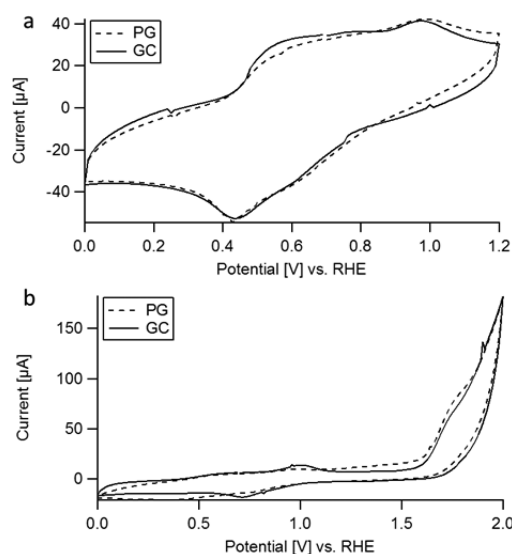 a
PG
GC
Current [µA]
40
20
0
-20
-40
0.0 0.2 0.4 0.6 0.8 1.0 1.2
Potential [V] vs. RHE
b
PG
GC
Current [µA]
150
100
50
0
0.0 0.5 1.0 1.5 2.0
Potential [V] vs. RHE